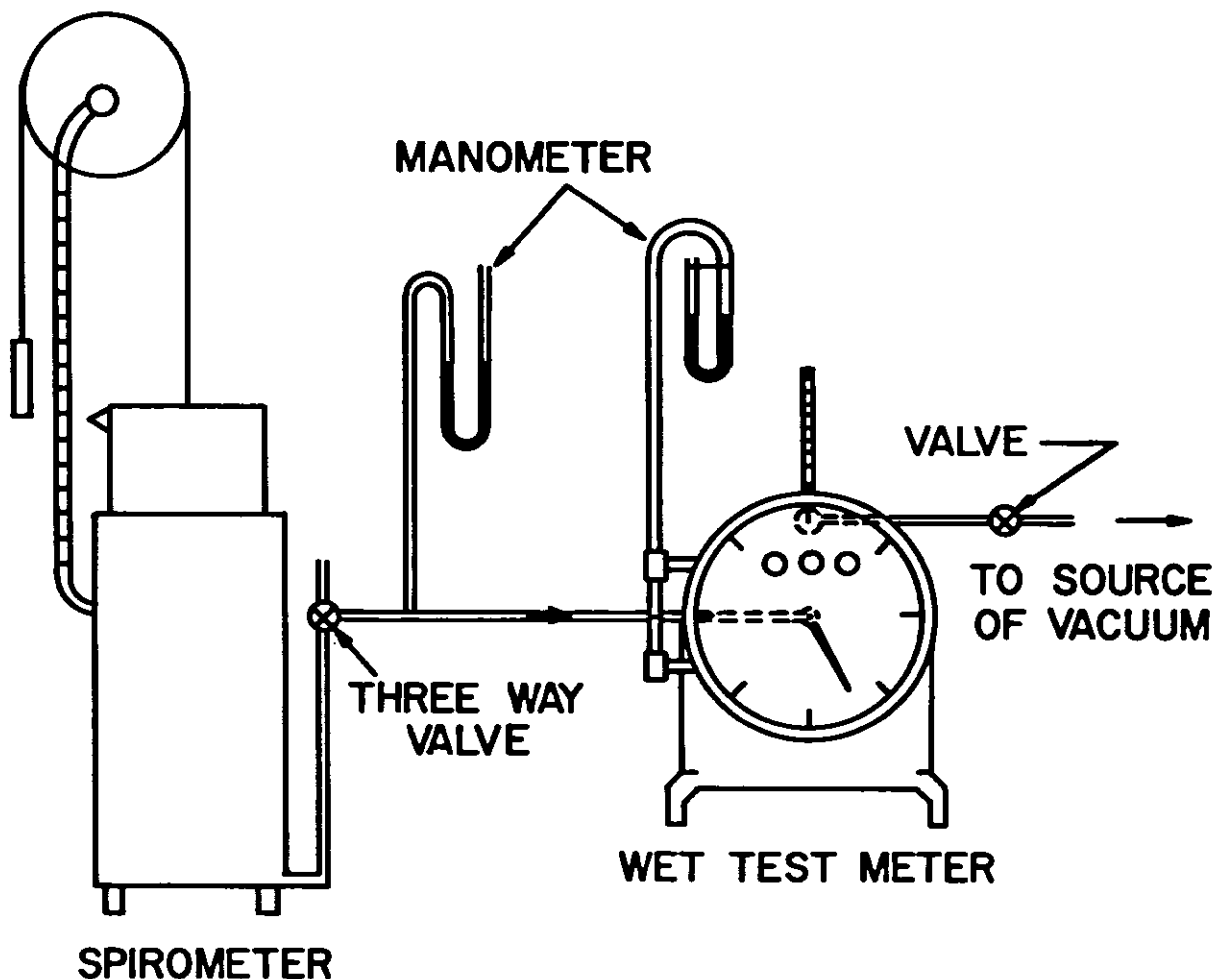 MANOMETER
VALVE
TO SOURCE
OF VACUUM
THREE WAY
VALVE
WET TEST METER
SPIROMETER